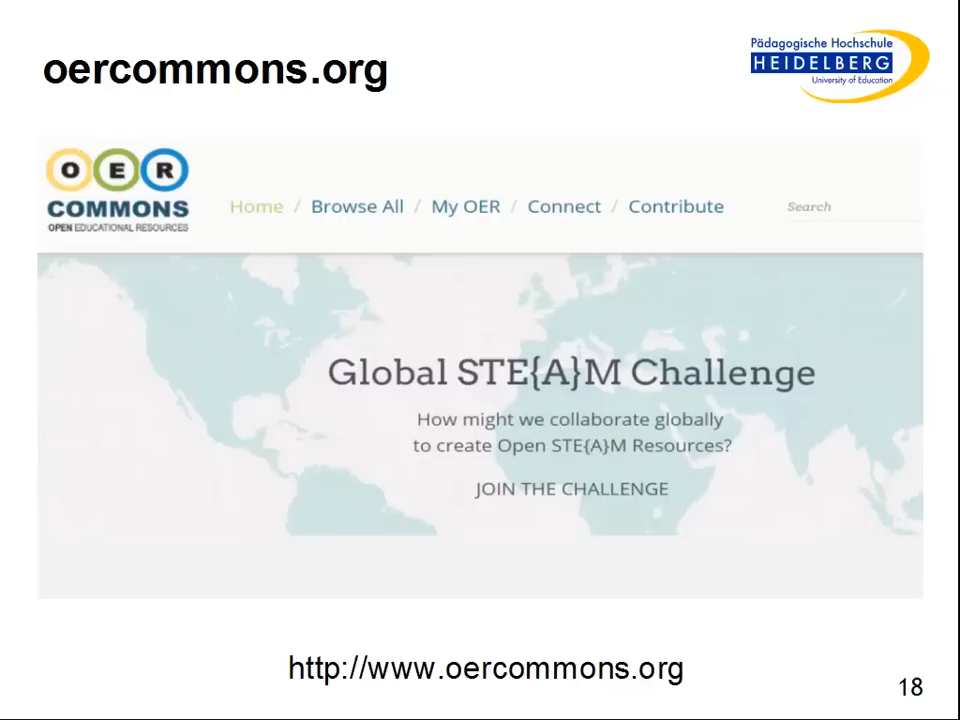 oercommons.org
Pädagogische Hochschule
HEIDELBERG
University of Education
O E R
COMMONS
OPEN EDUCATIONAL RESOURCES
Home / Browse All / My OER / Connect / Contribute
Search
Global STE{A}M Challenge
How might we collaborate globally
to create Open STE{A}M Resources?
JOIN THE CHALLENGE
http://www.oercommons.org
18